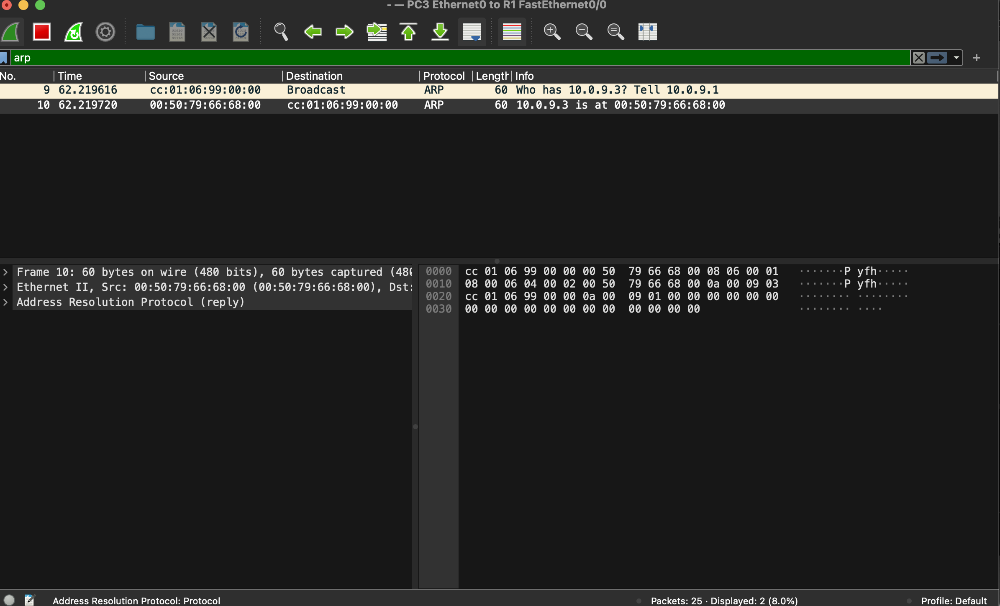 - — PC3 Ethernet0 to R1 FastEthernet0/0
arp
No. Time Source Destination Protocol Length Info
9 62.219616 cc:01:06:99:00:00 Broadcast ARP 60 Who has 10.0.9.3? Tell 10.0.9.1
10 62.219720 00:50:79:66:68:00 cc:01:06:99:00:00 ARP 60 10.0.9.3 is at 00:50:79:66:68:00
Frame 10: 60 bytes on wire (480 bits), 60 bytes captured (480
Ethernet II, Src: 00:50:79:66:68:00 (00:50:79:66:68:00), Dst:
Address Resolution Protocol (reply)
0000 cc 01 06 99 00 00 00 50 79 66 68 00 08 06 00 01 ·······P yfh·····
0010 08 00 06 04 00 02 00 50 79 66 68 00 0a 00 09 03 ·······P yfh·····
0020 cc 01 06 99 00 00 0a 00 09 01 00 00 00 00 00 00 ········ ········
0030 00 00 00 00 00 00 00 00 00 00 00 00 ········ ····
Address Resolution Protocol: Protocol
Packets: 25 · Displayed: 2 (8.0%)
Profile: Default